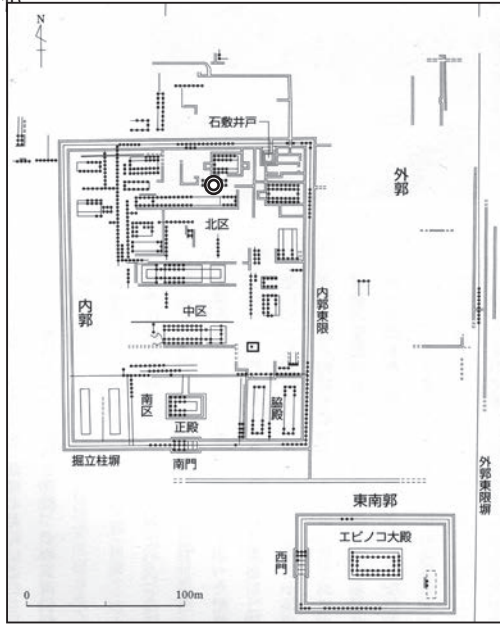 N
石敷井戸
外郭
北区
内郭
内郭東限
中区
南区
正殿
脇殿
掘立柱塀
南門
外郭東限塀
東南郭
エビノコ大殿
西門
0 100m